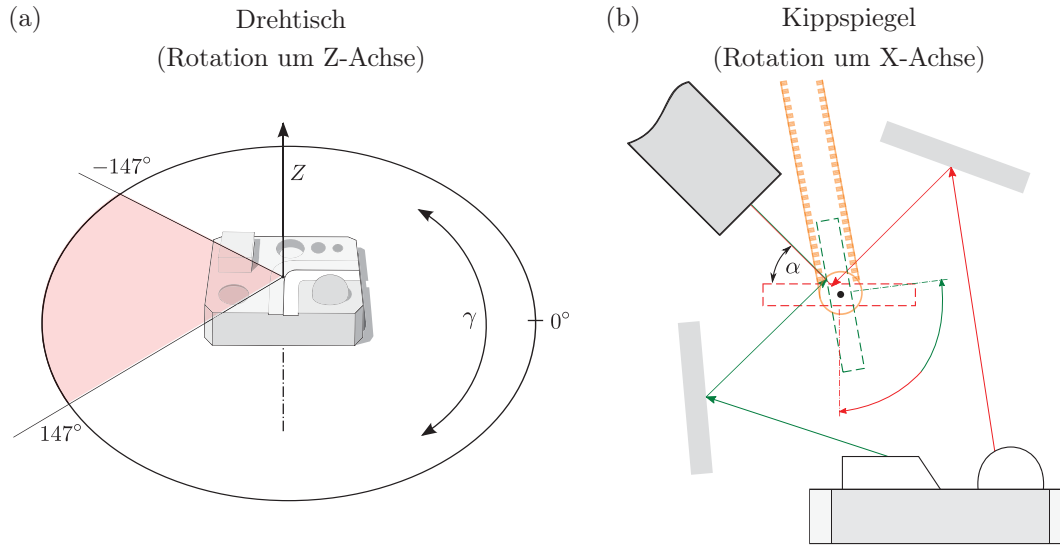 (a)
Drehtisch
(Rotation um Z-Achse)
−147°
Z
γ
0°
147°
(b)
Kippspiegel
(Rotation um X-Achse)
α